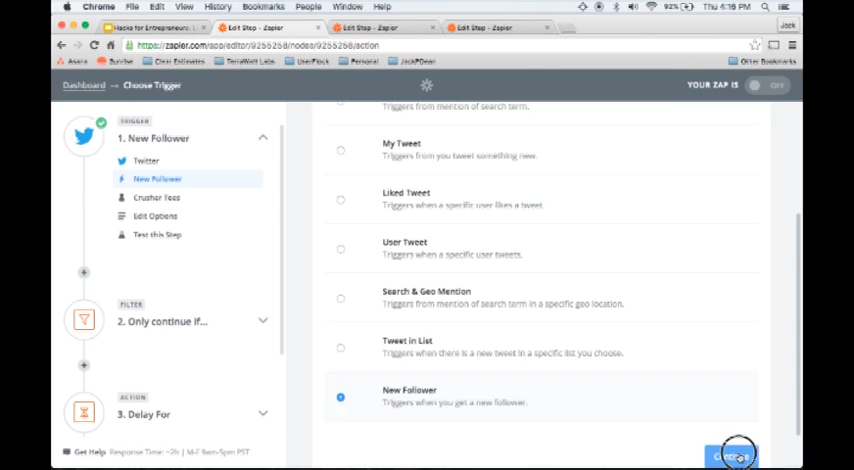 Chrome File Edit View History Bookmarks People Window Help 92% Thu 4:16 PM Jack
Hacks for Entrepreneurs: Edit Step - Zapier Edit Step - Zapier Edit Step - Zapier Jack
https://zapier.com/app/editor/9255258/nodes/9255258/action
Asana Sunrise Clear Estimates TerraWatt Labs UserFlock Personal JackPDean Other Bookmarks
Dashboard → Choose Trigger YOUR ZAP IS OFF
TRIGGER
1. New Follower
Twitter
New Follower
Crusher Tees
Edit Options
Test this Step
FILTER
2. Only continue if...
ACTION
3. Delay For
Get Help Response Time: ~2h | M-F 9am-5pm PST
Triggers from mention of search term.
My Tweet
Triggers from you tweet something new.
Liked Tweet
Triggers when a specific user likes a tweet.
User Tweet
Triggers when a specific user tweets.
Search & Geo Mention
Triggers from mention of search term in a specific geo location.
Tweet in List
Triggers when there is a new tweet in a specific list you choose.
New Follower
Triggers when you get a new follower.
Continue